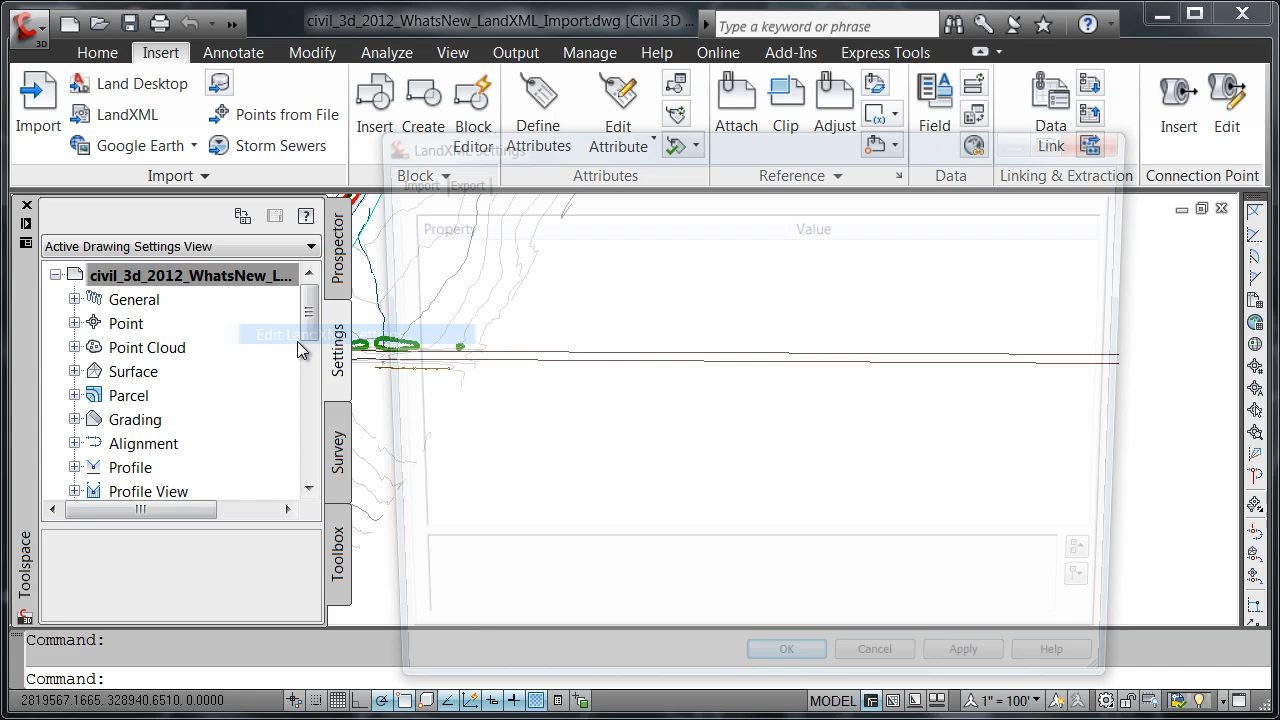 civil_3d_2012_WhatsNew_LandXML_Import.dwg [Civil 3D ...
Type a keyword or phrase
3D
Home Insert Annotate Modify Analyze View Output Manage Help Online Add-Ins Express Tools
Import
Land Desktop
LandXML
Google Earth
Points from File
Storm Sewers
Insert
Create
Block Editor
Define Attributes
Edit Attribute
Attach
Clip
Adjust
Field
Data Link
Insert
Edit
Import
Block
Attributes
Reference
Data
Linking & Extraction
Connection Point
LandXML Settings
Import Export
Property Value
Active Drawing Settings View
civil_3d_2012_WhatsNew_L...
General
Point
Edit LandXML Settings...
Point Cloud
Surface
Parcel
Grading
Alignment
Profile
Profile View
Prospector
Settings
Survey
Toolbox
Toolspace
OK Cancel Apply Help
Command:
Command:
2819567.1665, 328940.6510, 0.0000
MODEL
1" = 100'